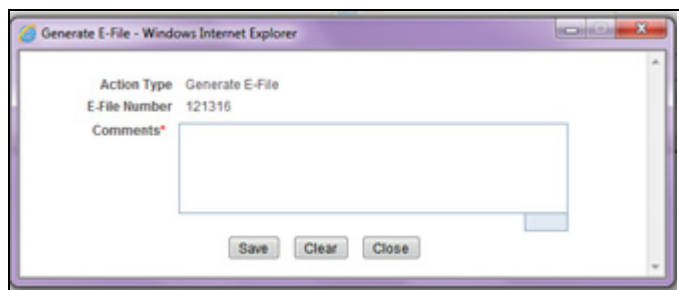 Generate E-File - Windows Internet Explorer
Action Type Generate E-File
E-File Number 121316
Comments*
Save Clear Close